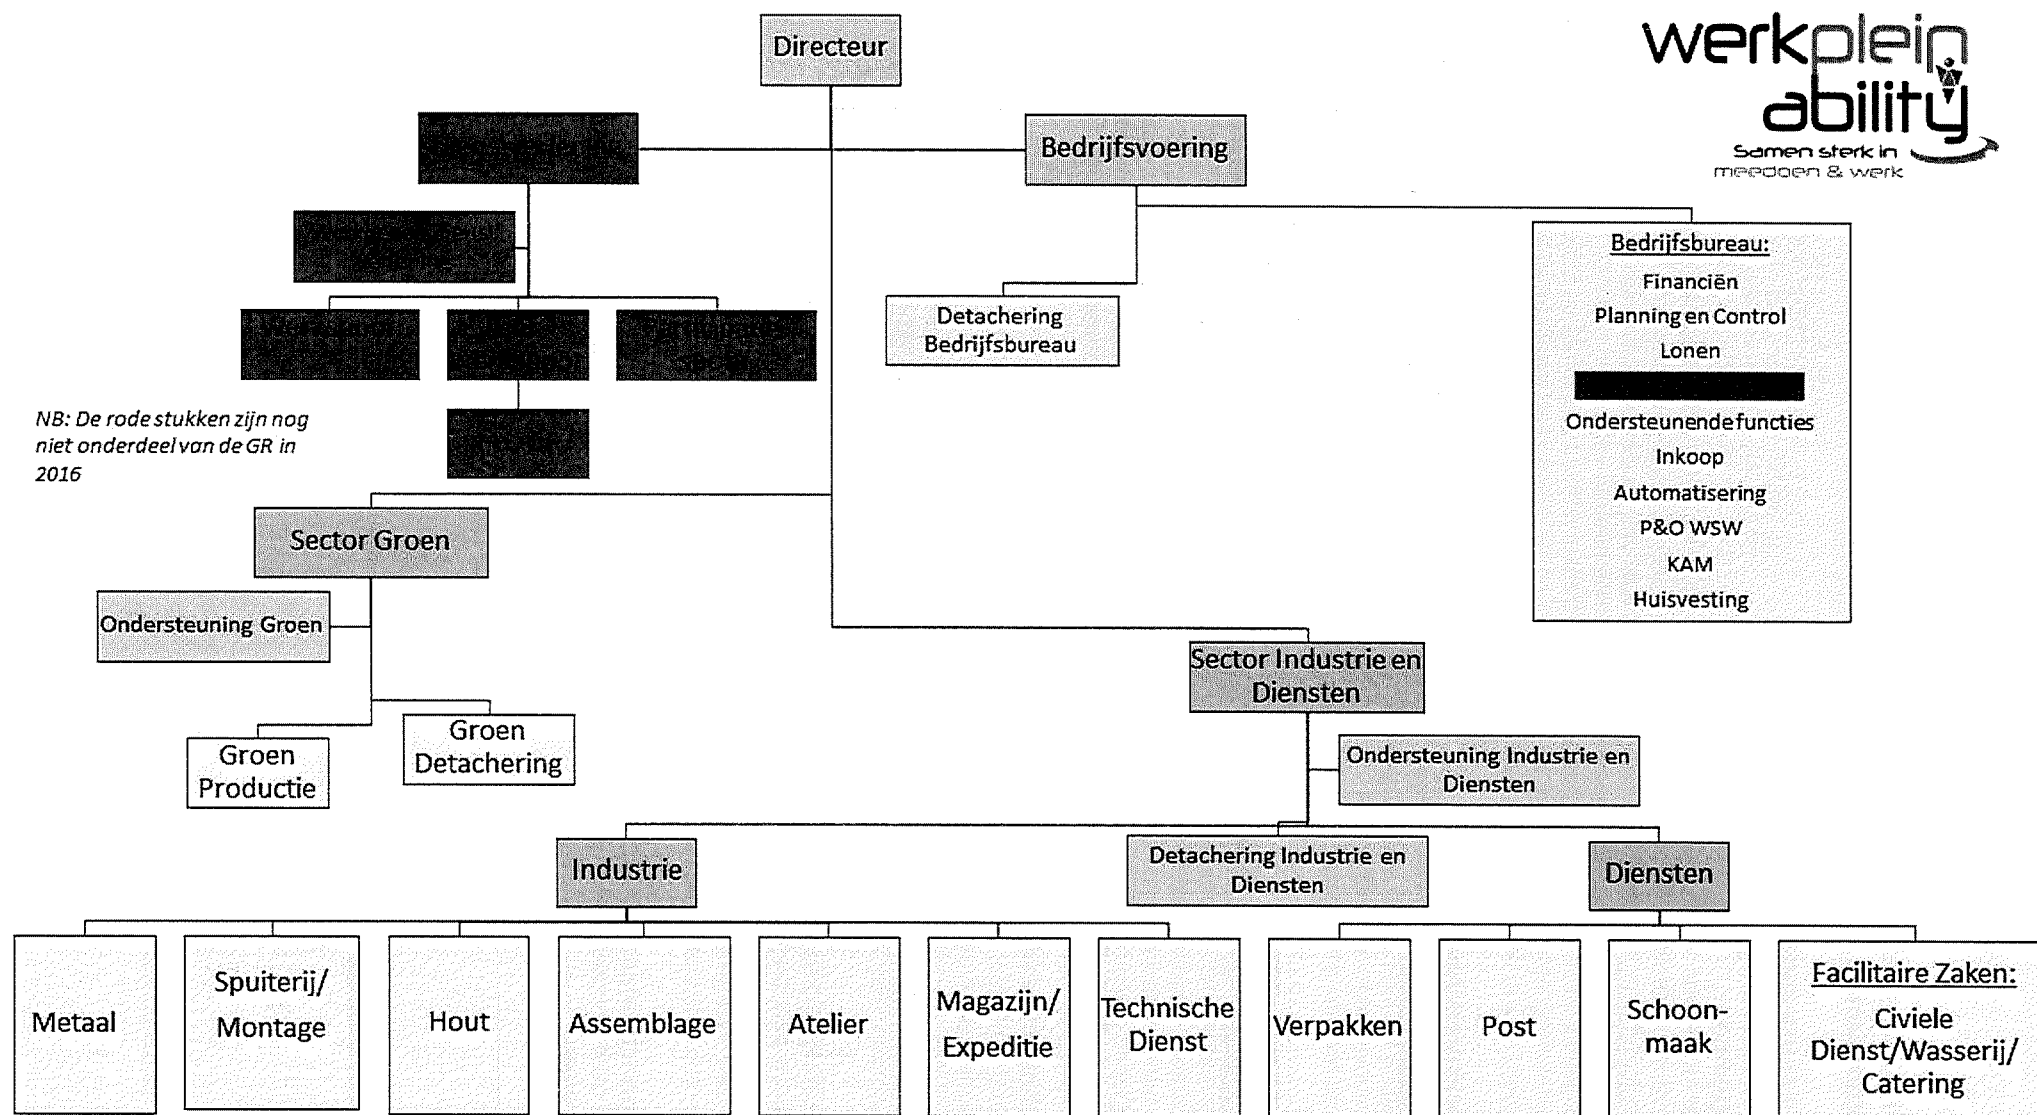 Directeur
werkplein
ability
Samen sterk in
meedoen & werk
Bedrijfsvoering
Bedrijfsbureau:
Financiën
Planning en Control
Lonen
Ondersteunende functies
Inkoop
Automatisering
P&O WSW
KAM
Huisvesting
Detachering
Bedrijfsbureau
NB: De rode stukken zijn nog
niet onderdeel van de GR in
2016
Sector Groen
Ondersteuning Groen
Groen
Productie
Groen
Detachering
Sector Industrie en
Diensten
Ondersteuning Industrie en
Diensten
Industrie
Detachering Industrie en
Diensten
Diensten
Metaal
Spuiterij/
Montage
Hout
Assemblage
Atelier
Magazijn/
Expeditie
Technische
Dienst
Verpakken
Post
Schoon-
maak
Facilitaire Zaken:
Civiele
Dienst/Wasserij/
Catering